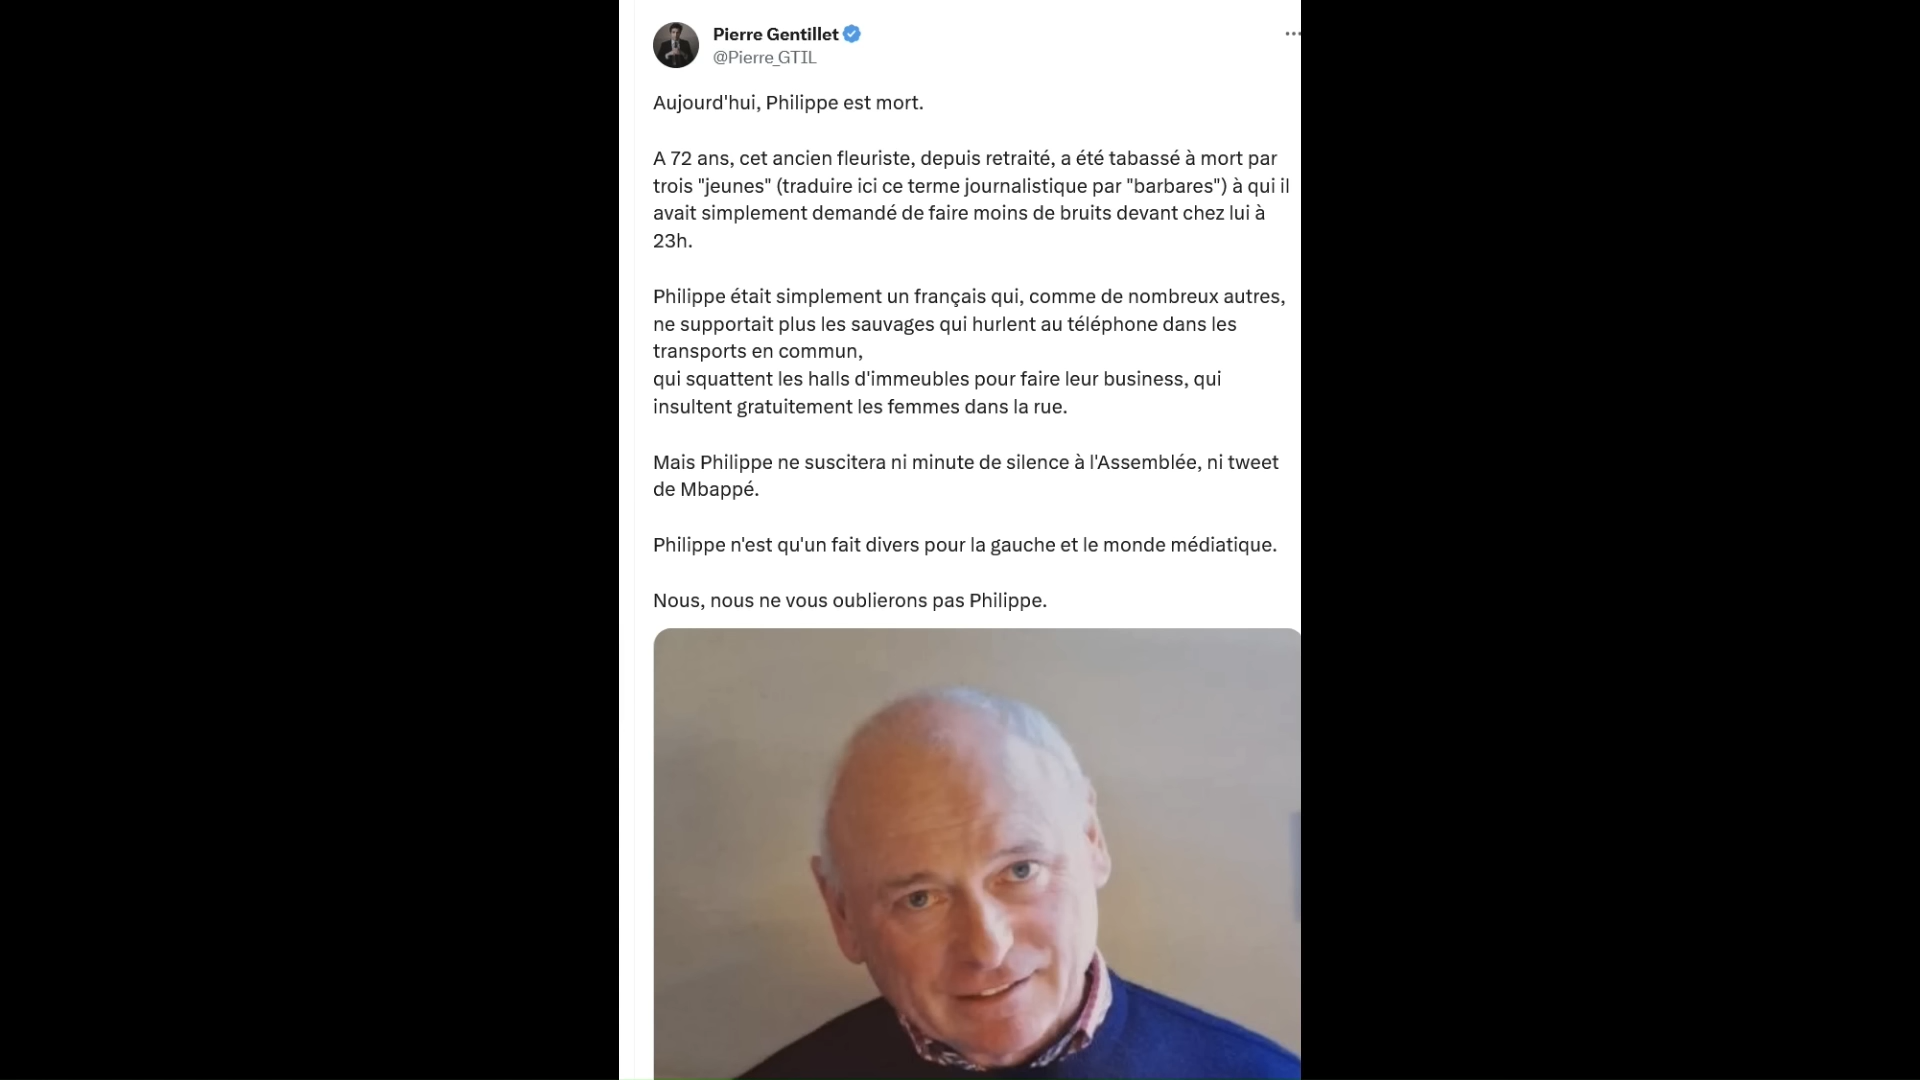 Pierre Gentillet
@Pierre_GTIL
Aujourd'hui, Philippe est mort.
A 72 ans, cet ancien fleuriste, depuis retraité, a été tabassé à mort par
trois "jeunes" (traduire ici ce terme journalistique par "barbares") à qui il
avait simplement demandé de faire moins de bruits devant chez lui à
23h.
Philippe était simplement un français qui, comme de nombreux autres,
ne supportait plus les sauvages qui hurlent au téléphone dans les
transports en commun,
qui squattent les halls d'immeubles pour faire leur business, qui
insultent gratuitement les femmes dans la rue.
Mais Philippe ne suscitera ni minute de silence à l'Assemblée, ni tweet
de Mbappé.
Philippe n'est qu'un fait divers pour la gauche et le monde médiatique.
Nous, nous ne vous oublierons pas Philippe.